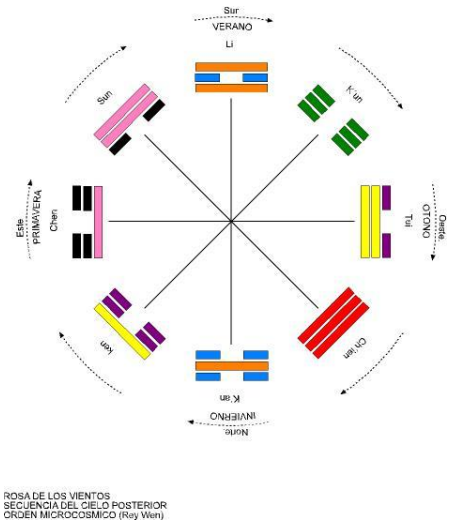 Sur
VERANO
Li
K'un
Oeste
OTOÑO
Tui
Ch'ien
K'an
INVIERNO
Norte.
ken
Este
PRIMAVERA
Chen
Sun
ROSA DE LOS VIENTOS
SECUENCIA DEL CIELO POSTERIOR
ORDEN MICROCOSMICO (Rey Wen)